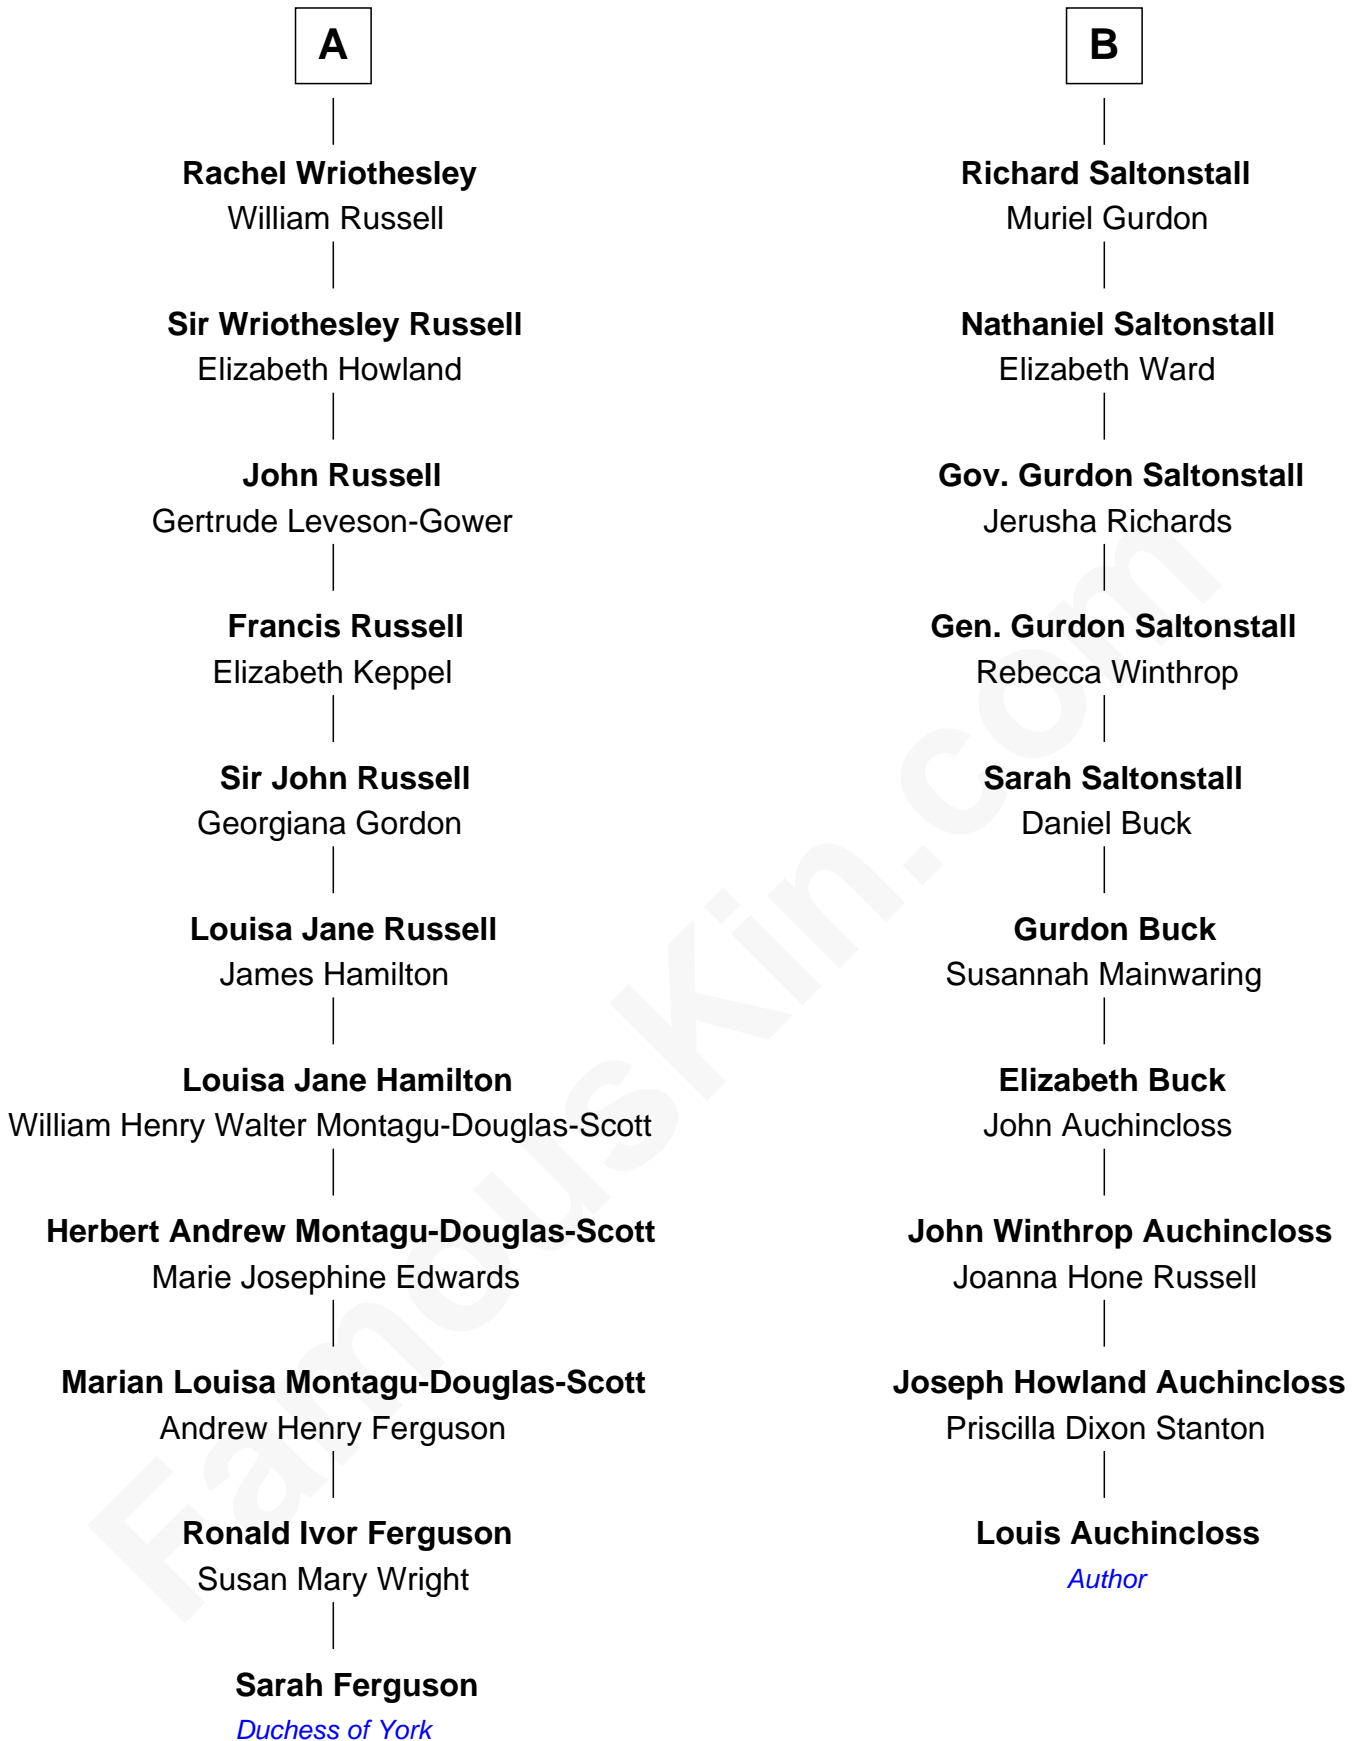 A
Rachel Wriothesley
William Russell
Sir Wriothesley Russell
Elizabeth Howland
John Russell
Gertrude Leveson-Gower
Francis Russell
Elizabeth Keppel
Sir John Russell
Georgiana Gordon
Louisa Jane Russell
James Hamilton
Louisa Jane Hamilton
William Henry Walter Montagu-Douglas-Scott
Herbert Andrew Montagu-Douglas-Scott
Marie Josephine Edwards
Marian Louisa Montagu-Douglas-Scott
Andrew Henry Ferguson
Ronald Ivor Ferguson
Susan Mary Wright
Sarah Ferguson
Duchess of York
B
Richard Saltonstall
Muriel Gurdon
Nathaniel Saltonstall
Elizabeth Ward
Gov. Gurdon Saltonstall
Jerusha Richards
Gen. Gurdon Saltonstall
Rebecca Winthrop
Sarah Saltonstall
Daniel Buck
Gurdon Buck
Susannah Mainwaring
Elizabeth Buck
John Auchincloss
John Winthrop Auchincloss
Joanna Hone Russell
Joseph Howland Auchincloss
Priscilla Dixon Stanton
Louis Auchincloss
Author
FamousKin.com